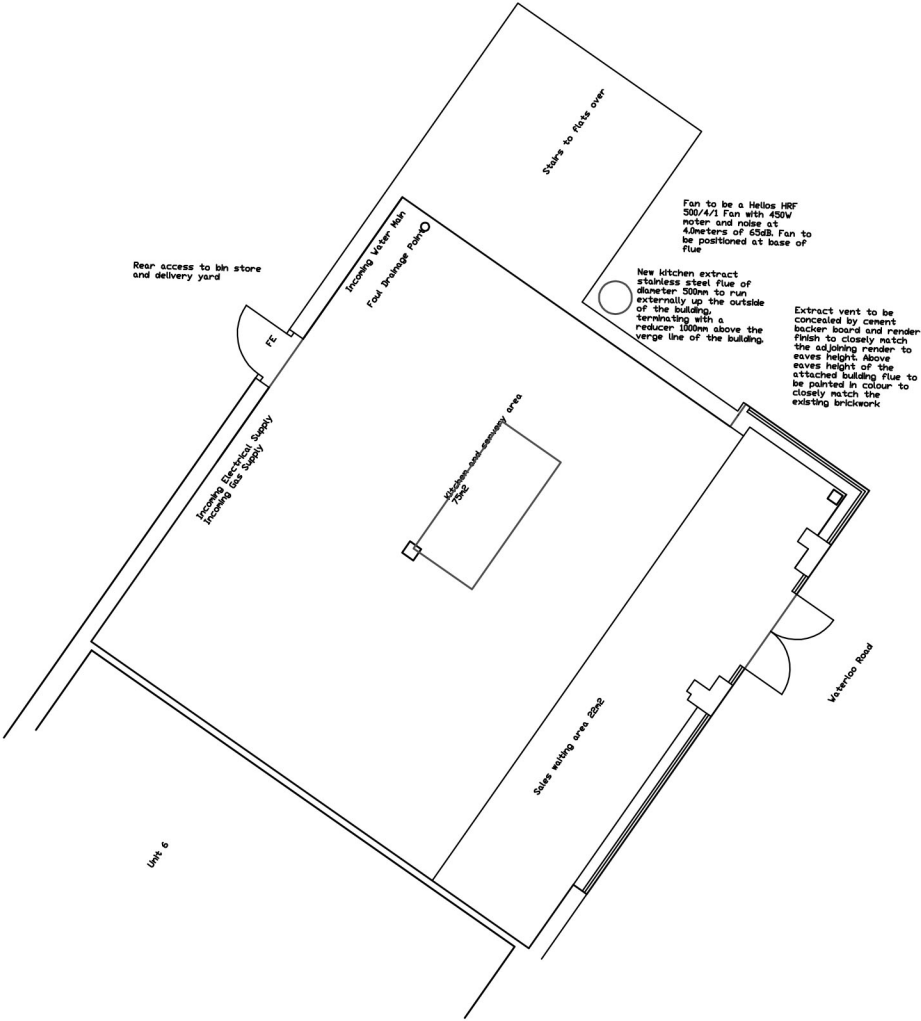 Stairs to flats over
Fan to be a Helios HRF
500/4/1 Fan with 450W
moter and noise at
4.0meters of 65dB. Fan to
be positioned at base of
flue
Incoming Water Main
Foul Drainage Point
Rear access to bin store
and delivery yard
New kitchen extract
stainless steel flue of
diameter 500mm to run
externally up the outside
of the building,
terminating with a
reducer 1000mm above the
verge line of the building.
Extract vent to be
concealed by cement
backer board and render
finish to closely match
the adjoining render to
eaves height. Above
eaves height of the
attached building flue to
be painted in colour to
closely match the
existing brickwork
FE
Incoming Electrical Supply
Incoming Gas Supply
Kitchen and servery area
75m2
Waterloo Road
Sales waiting area 22m2
Unit 6